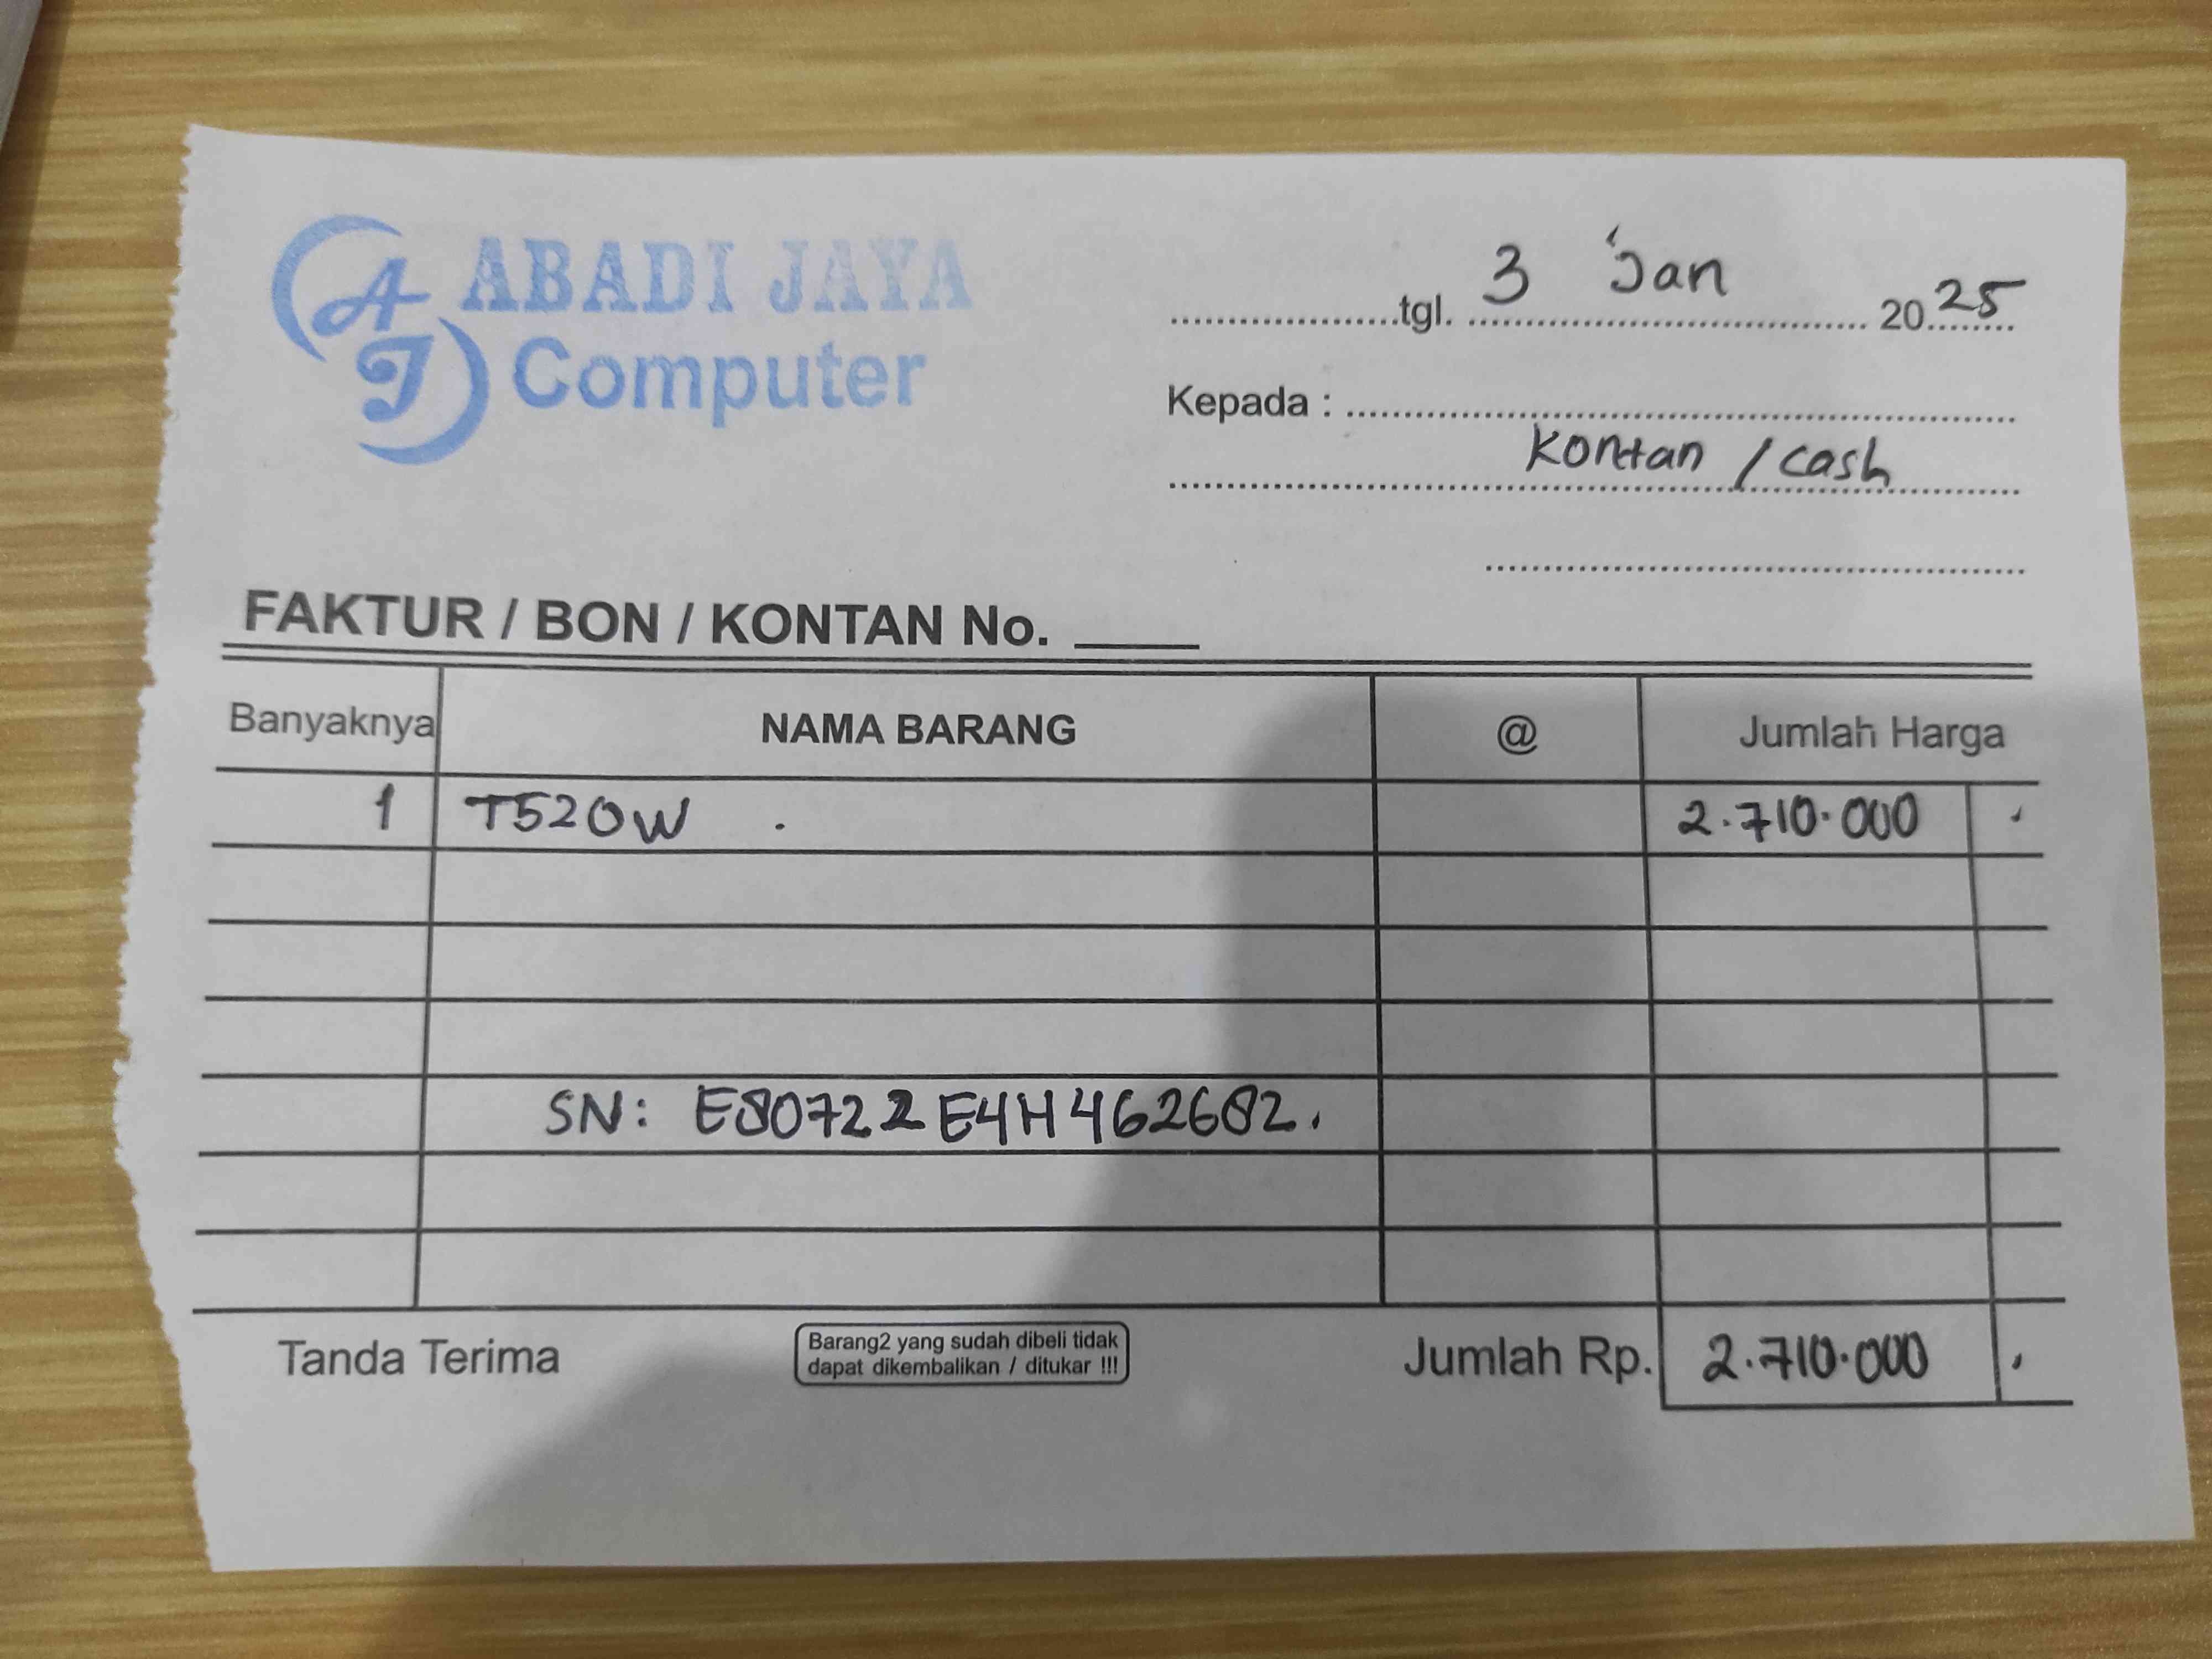 AJ
ABADI JAYA
Computer
tgl. 3 Jan 2025
Kepada :
Kontan / cash
FAKTUR / BON / KONTAN No.
Banyaknya NAMA BARANG @ Jumlah Harga
1 T520W . 2.710.000
SN: E80722E4H462682.
Tanda Terima
Barang2 yang sudah dibeli tidak
dapat dikembalikan / ditukar !!!
Jumlah Rp. 2.710.000